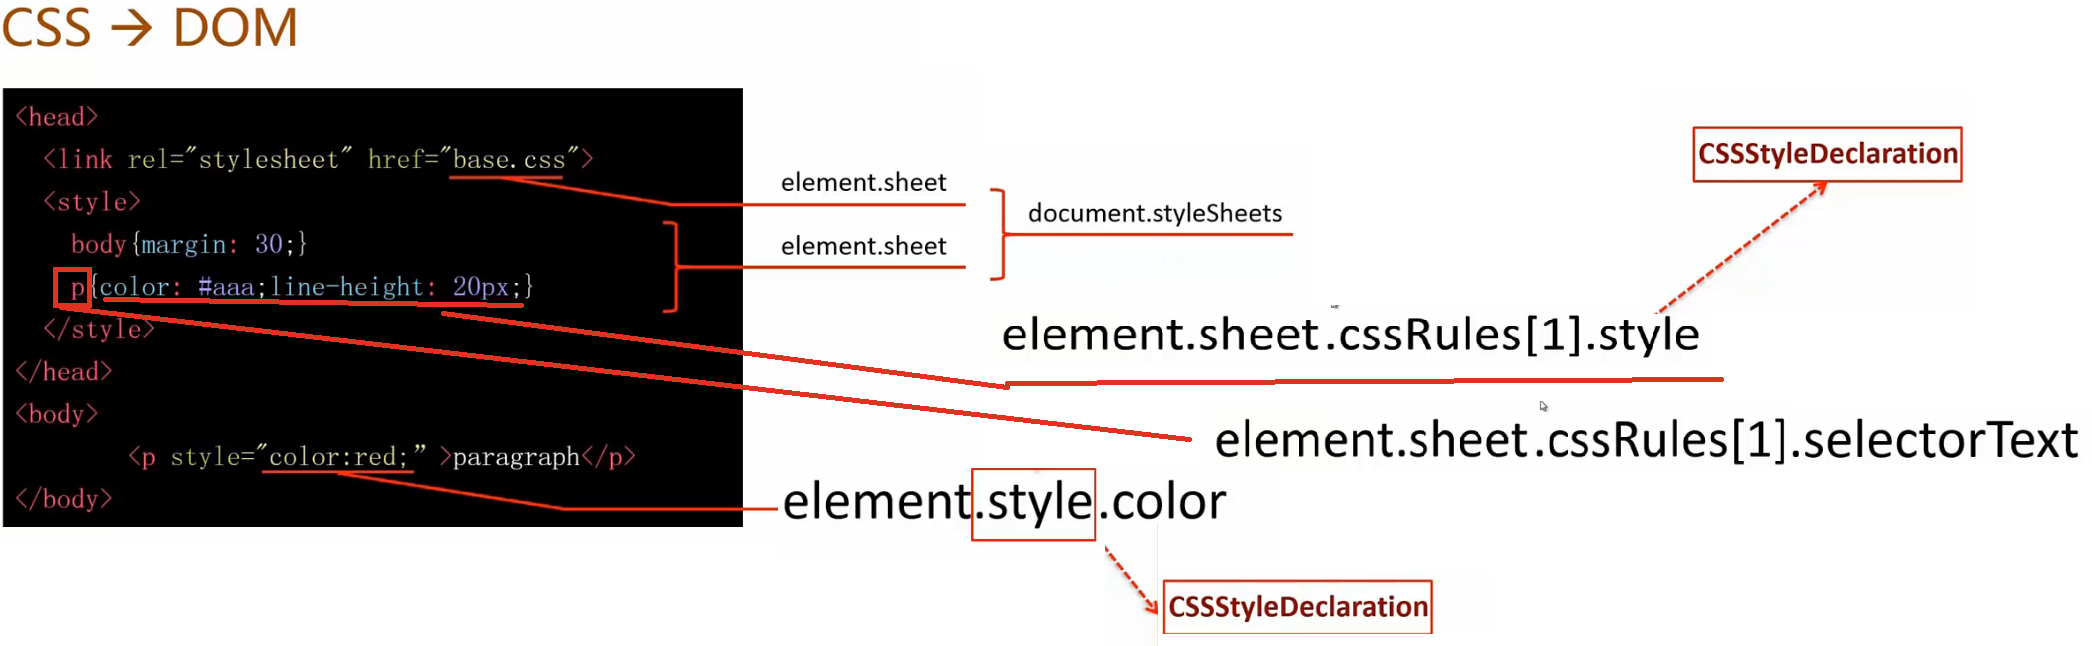 CSS → DOM
<head>
<link rel="stylesheet" href="base.css">
<style>
body{margin: 30;}
p{color: #aaa;line-height: 20px;}
</style>
</head>
<body>
<p style="color:red;” >paragraph</p>
</body>
element.sheet
element.sheet
document.styleSheets
CSSStyleDeclaration
element.sheet.cssRules[1].style
element.sheet.cssRules[1].selectorText
element.style.color
CSSStyleDeclaration